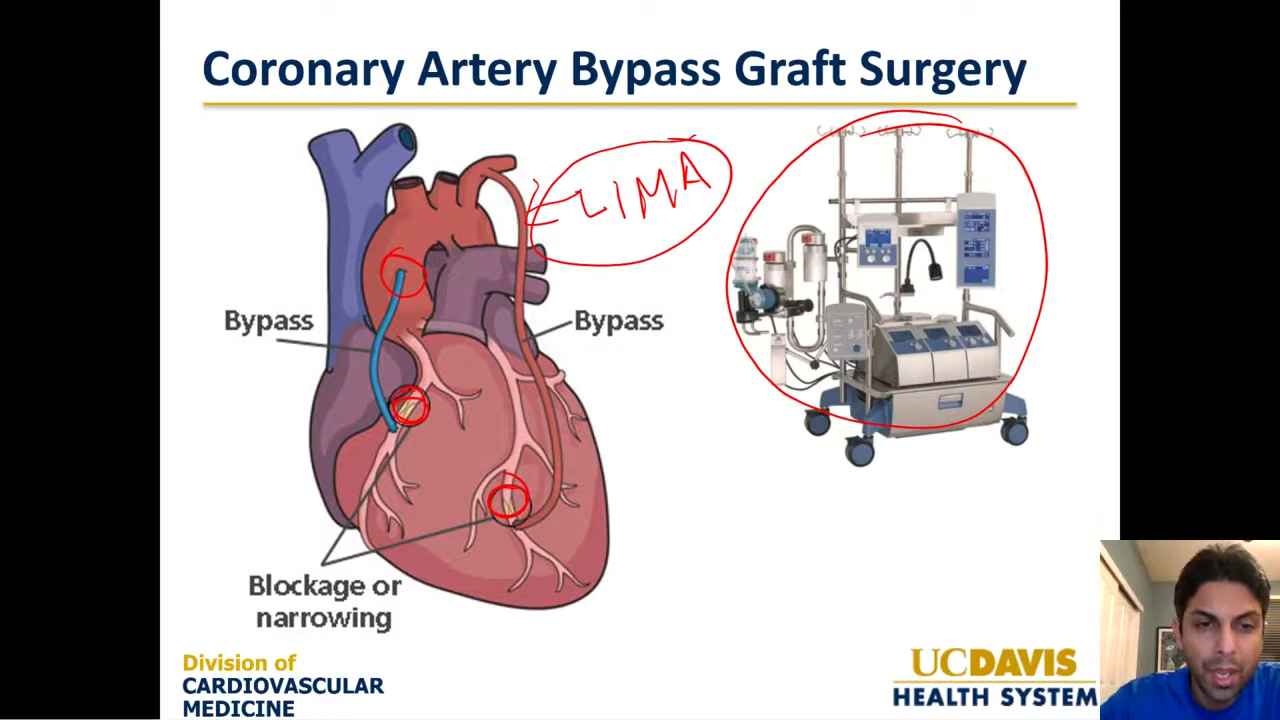 Coronary Artery Bypass Graft Surgery
LIMA
Bypass
Bypass
Blockage or
narrowing
Division of
CARDIOVASCULAR
MEDICINE
UCDAVIS
HEALTH SYSTEM